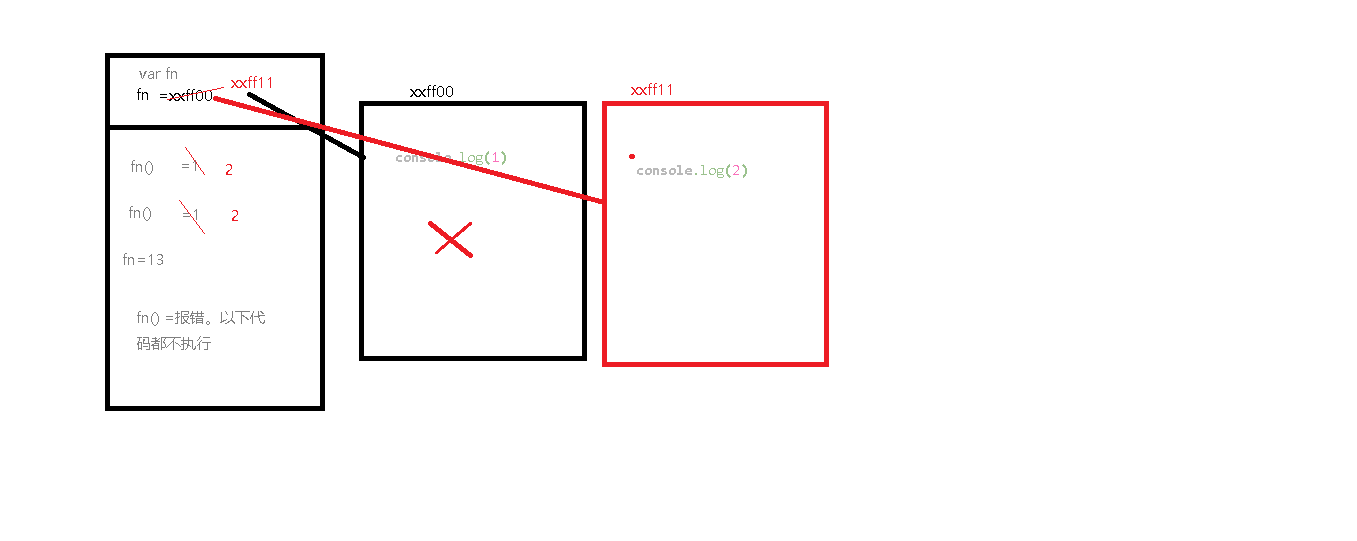 var fn
fn =xxff00 xxff11
fn() =1 2
fn() =1 2
fn=13
fn() =报错。以下代
码都不执行
xxff00
console.log(1)
xxff11
console.log(2)